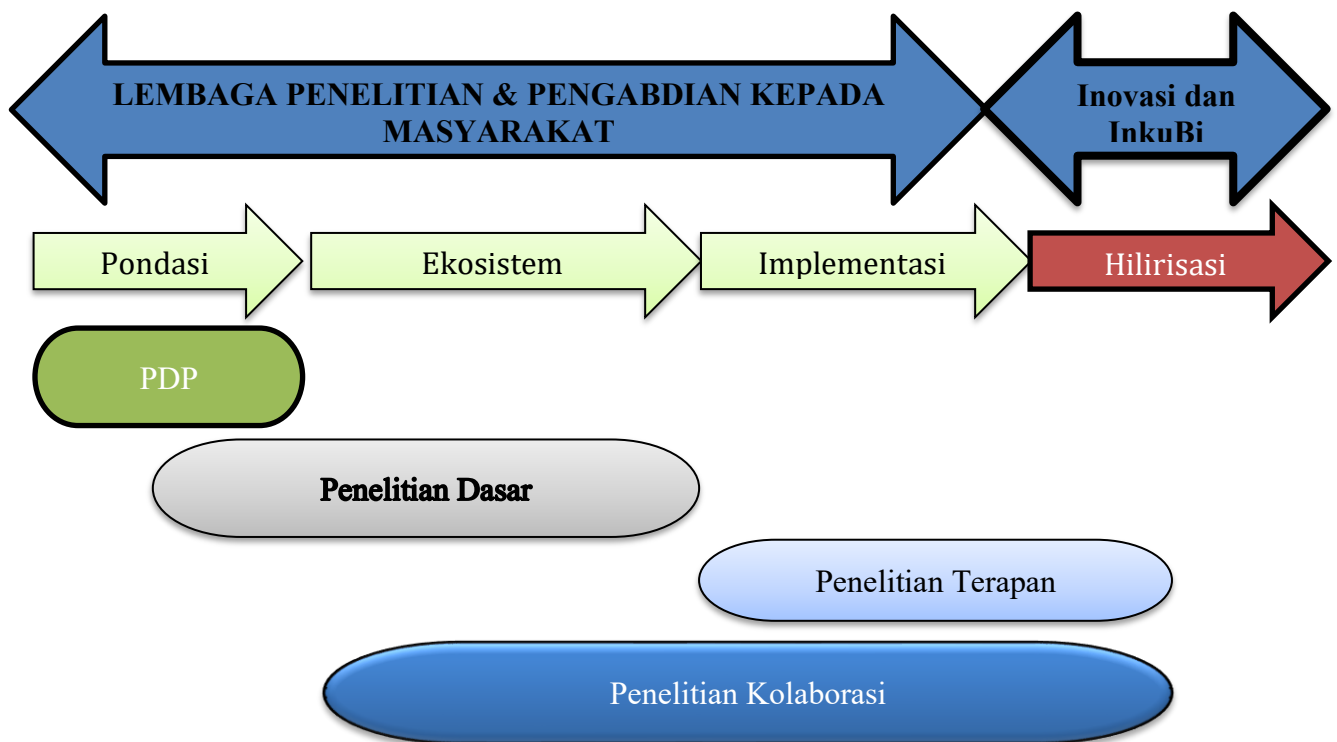 LEMBAGA PENELITIAN & PENGABDIAN KEPADA
MASYARAKAT
Inovasi dan
InkuBi
Pondasi
Ekosistem
Implementasi
Hilirisasi
PDP
Penelitian Dasar
Penelitian Terapan
Penelitian Kolaborasi